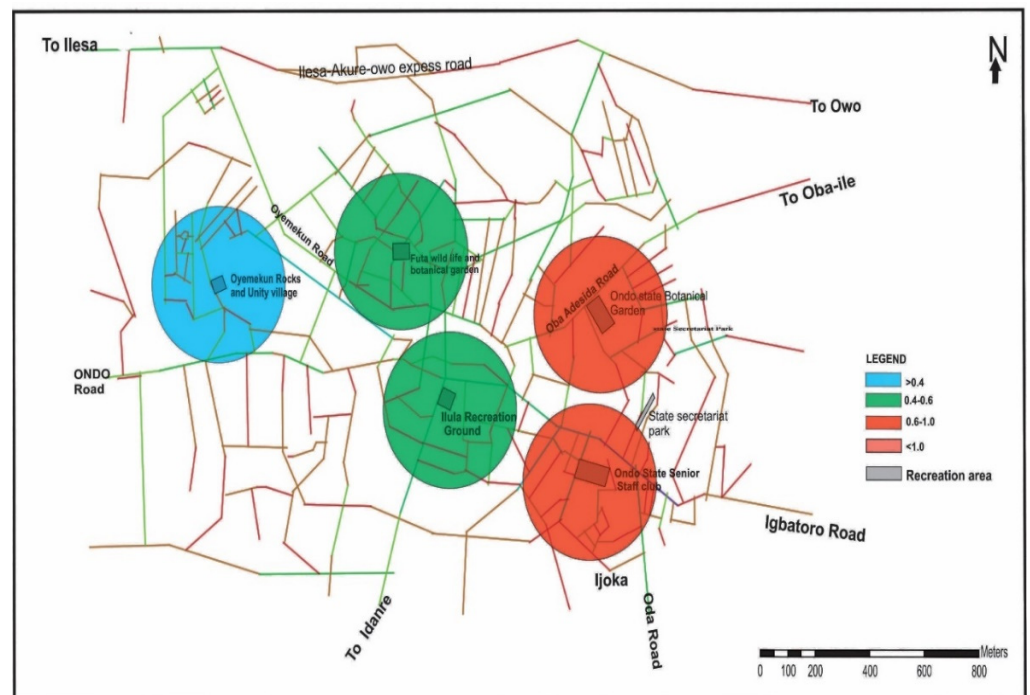 To Ilesa
N
Ilesa-Akure-owo expess road
To Owo
To Oba-ile
Oyemekun Road
Futa wild life and
botanical garden
Oyemekun Rocks
and Unity village
Oba Adesida Road
Ondo state Botanical
Garden
State Secretariat Park
ONDO
Road
LEGEND
>0.4
0.4-0.6
0.6-1.0
<1.0
Recreation area
Ilula Recreation
Ground
State secretariat
park
Ondo State Senior
Staff club
Igbatoro Road
Ijoka
To Idanre
Oda Road
Meters
0 100 200 400 600 800